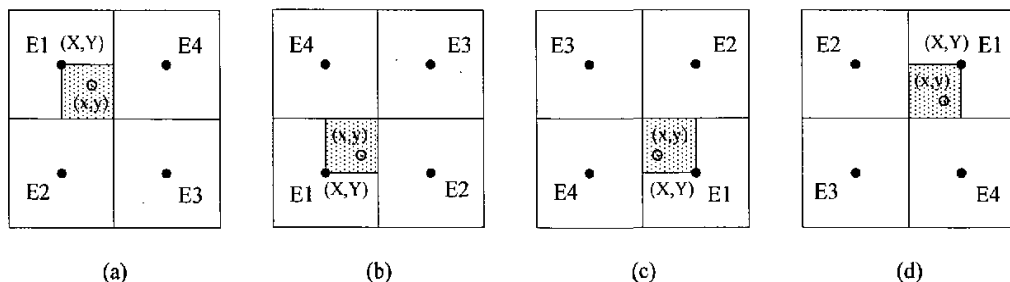 E1 (X,Y) E4
(x,y)
E2 E3
(a)
E4 E3
(x,y)
E1 (X,Y) E2
(b)
E3 E2
(x,y)
E4 (X,Y) E1
(c)
E2 (X,Y) E1
(x,y)
E3 E4
(d)